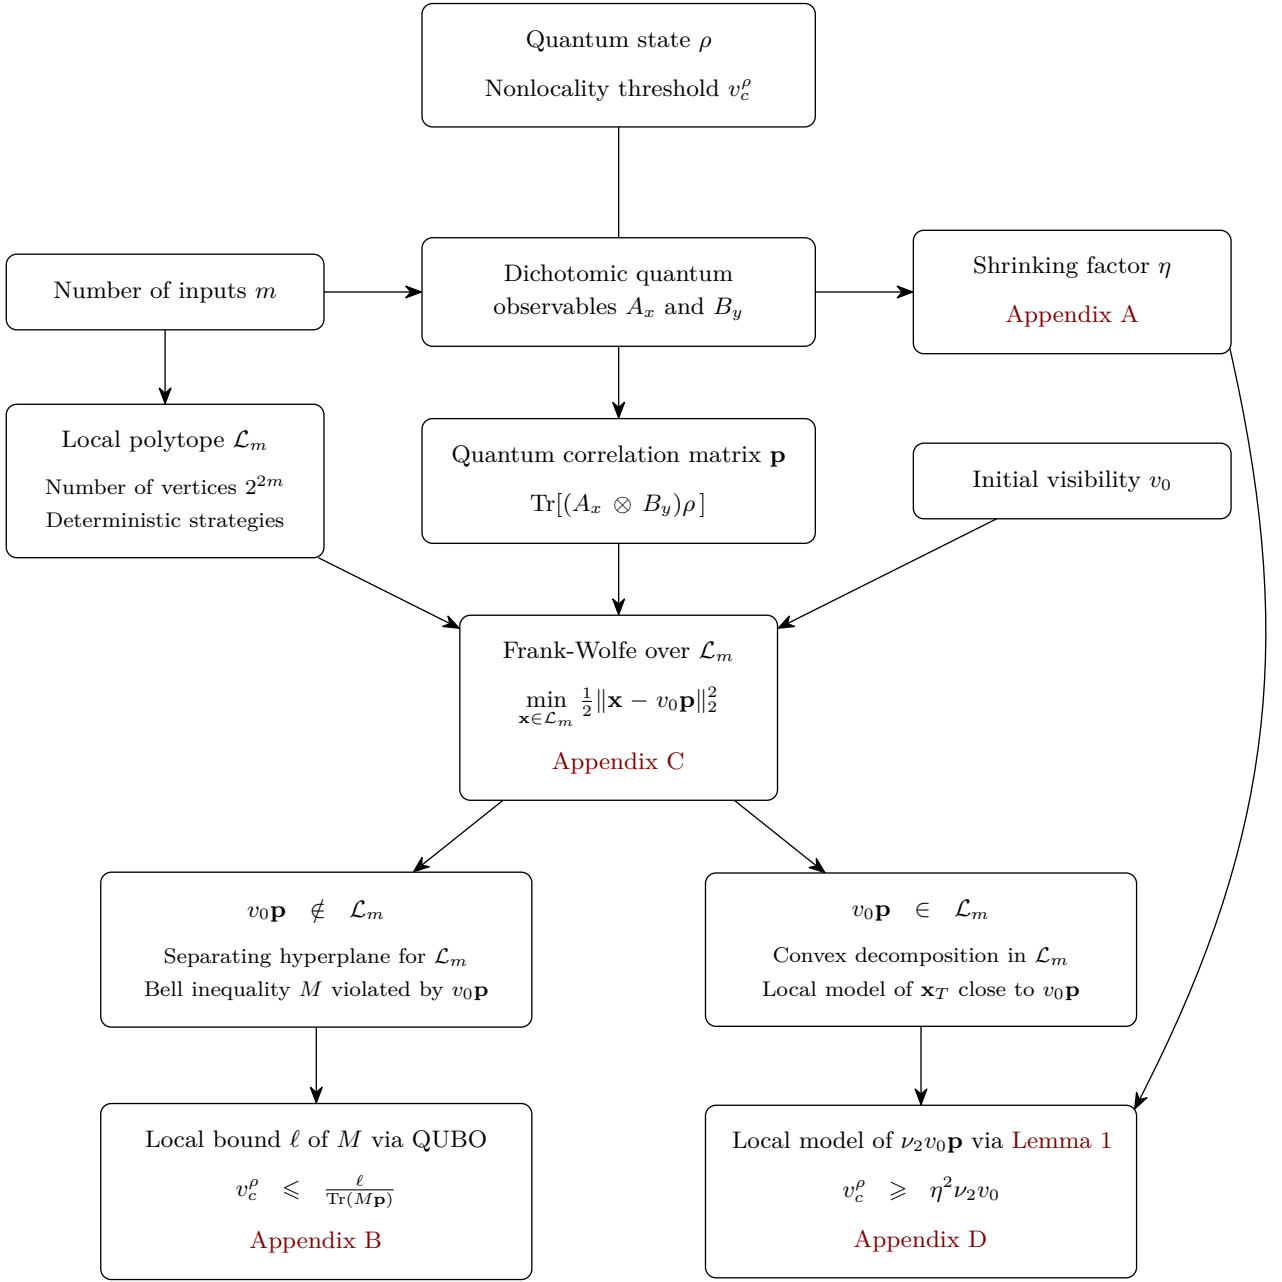 Quantum state ρ
Nonlocality threshold v_c^ρ
Number of inputs m
Dichotomic quantum
observables A_x and B_y
Shrinking factor η
Appendix A
Local polytope ℒ_m
Number of vertices 2^{2m}
Deterministic strategies
Quantum correlation matrix 𝐩
Tr[(A_x ⊗ B_y)ρ]
Initial visibility v_0
Frank-Wolfe over ℒ_m
min_{𝐱∈ℒ_m} 1/2 ‖𝐱 − v_0𝐩‖_2^2
Appendix C
v_0𝐩 ∉ ℒ_m
Separating hyperplane for ℒ_m
Bell inequality M violated by v_0𝐩
v_0𝐩 ∈ ℒ_m
Convex decomposition in ℒ_m
Local model of 𝐱_T close to v_0𝐩
Local bound ℓ of M via QUBO
v_c^ρ ⩽ ℓ/Tr(M𝐩)
Appendix B
Local model of ν_2v_0𝐩 via Lemma 1
v_c^ρ ⩾ η^2ν_2v_0
Appendix D